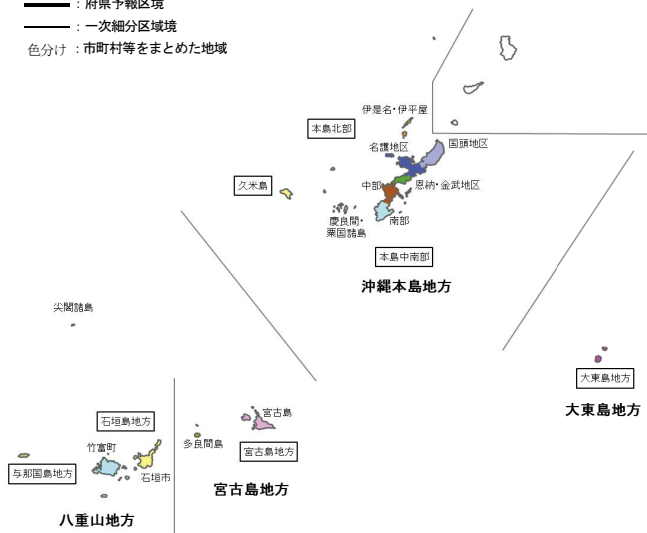 ：府県予報区境
：一次細分区域境
色分け ：市町村等をまとめた地域
伊是名・伊平屋
本島北部
名護地区
国頭地区
久米島
中部
恩納・金武地区
慶良間・
粟国諸島
南部
本島中南部
沖縄本島地方
尖閣諸島
大東島地方
大東島地方
石垣島地方
宮古島
竹富町
多良間島
宮古島地方
与那国島地方
石垣市
宮古島地方
八重山地方